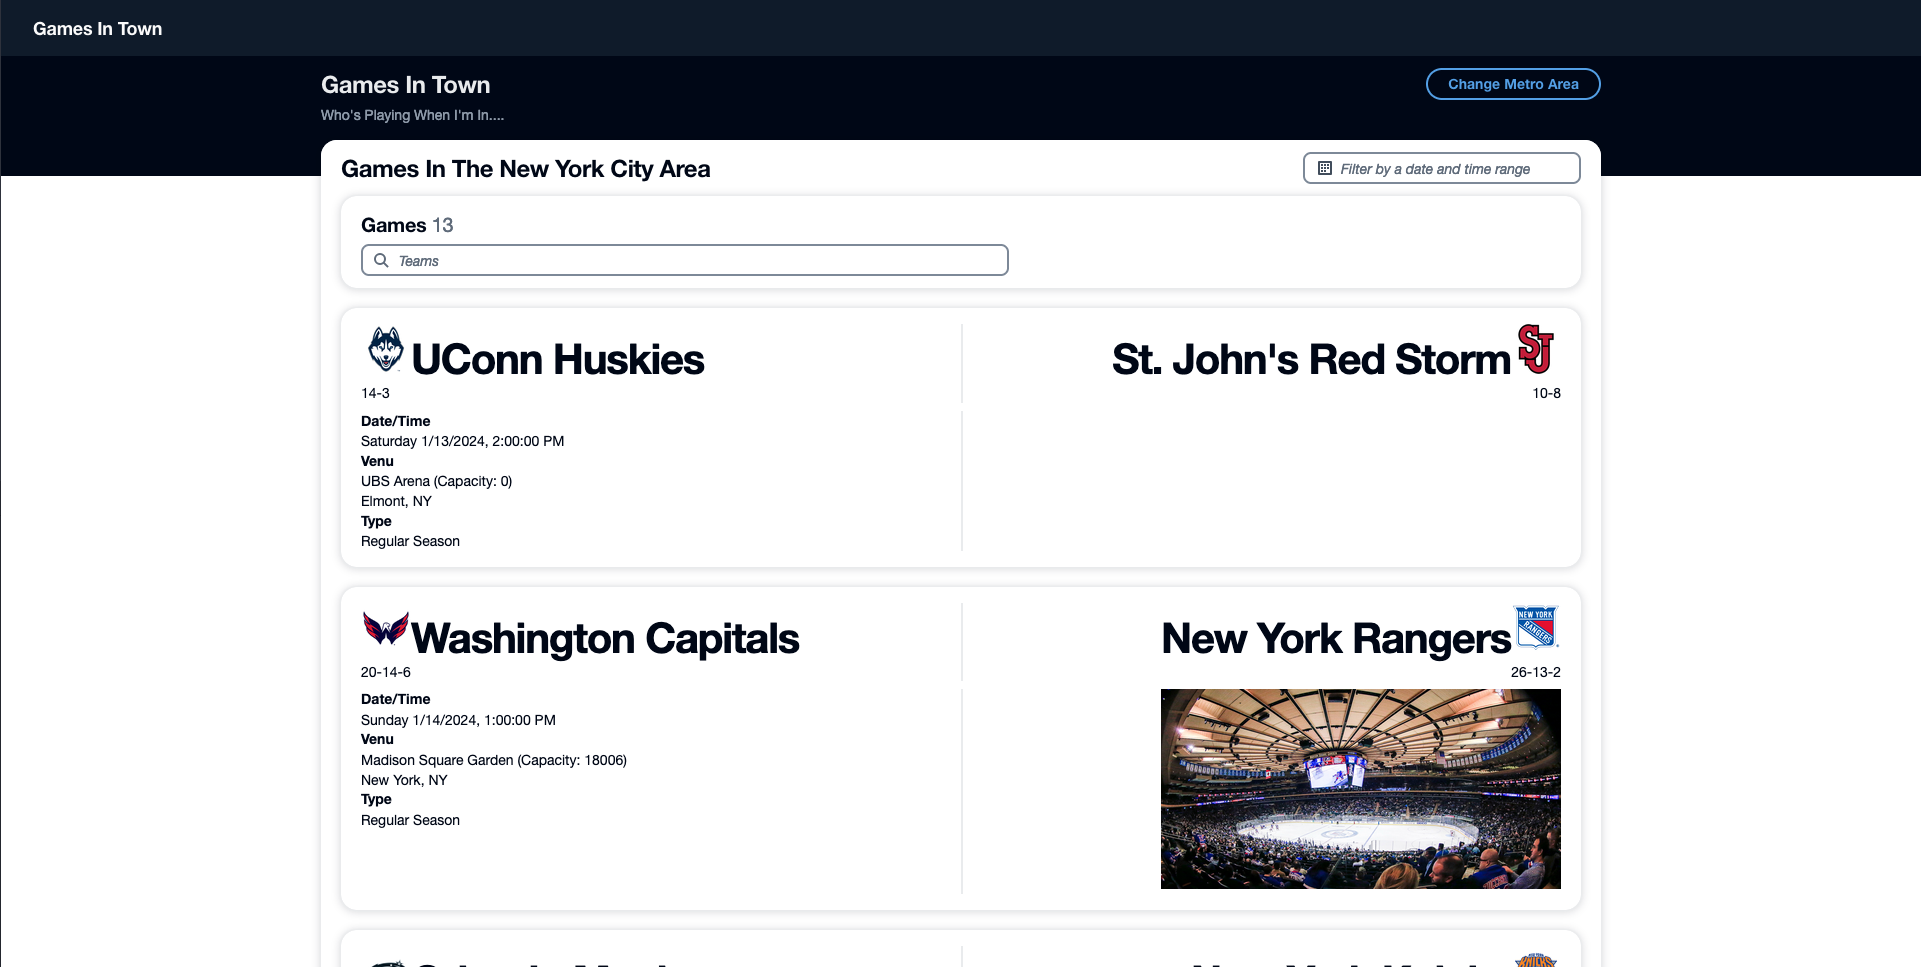 Games In Town
Games In Town
Change Metro Area
Who's Playing When I'm In....
Games In The New York City Area
Filter by a date and time range
Games 13
Teams
UConn Huskies
St. John's Red Storm
SJ
14-3
10-8
Date/Time
Saturday 1/13/2024, 2:00:00 PM
Venu
UBS Arena (Capacity: 0)
Elmont, NY
Type
Regular Season
Washington Capitals
New York Rangers
NEW YORK
RANGERS
20-14-6
26-13-2
Date/Time
Sunday 1/14/2024, 1:00:00 PM
Venu
Madison Square Garden (Capacity: 18006)
New York, NY
Type
Regular Season